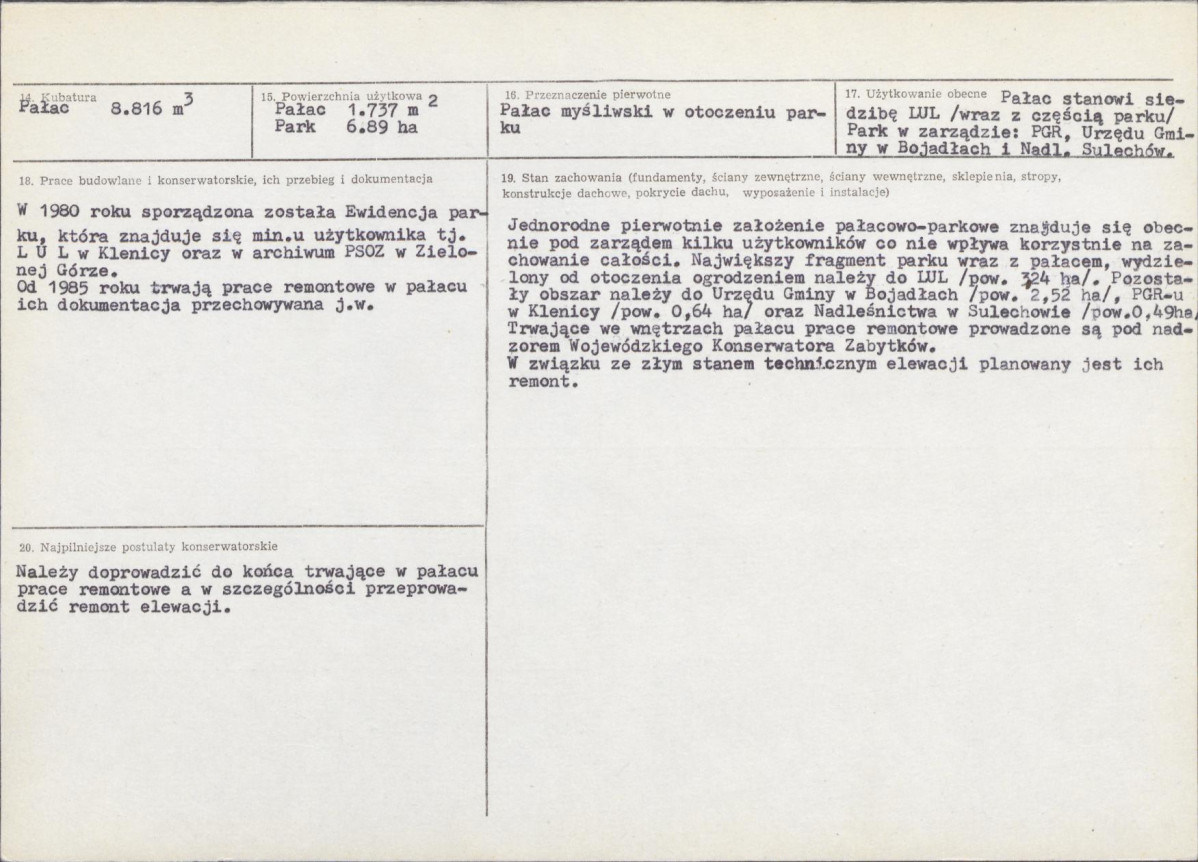 14. Kubatura
Pałac 8.816 m3
15. Powierzchnia użytkowa
Pałac 1.737 m2
Park 6.89 ha
16. Przeznaczenie pierwotne
Pałac myśliwski w otoczeniu par-
ku
17. Użytkowanie obecne Pałac stanowi sie-
dzibę LUL /wraz z częścią parku/
Park w zarządzie: PGR, Urzędu Gmi-
ny w Bojadłach i Nadl. Sulechów.
18. Prace budowlane i konserwatorskie, ich przebieg i dokumentacja
W 1980 roku sporządzona została Ewidencja par-
ku, która znajduje się min.u użytkownika tj.
L U L w Klenicy oraz w archiwum PSOZ w Zielo-
nej Górze.
Od 1985 roku trwają prace remontowe w pałacu
ich dokumentacja przechowywana j.w.
19. Stan zachowania (fundamenty, ściany zewnętrzne, ściany wewnętrzne, sklepienia, stropy,
konstrukcje dachowe, pokrycie dachu, wyposażenie i instalacje)
Jednorodne pierwotnie założenie pałacowo-parkowe znajduje się obec-
nie pod zarządem kilku użytkowników co nie wpływa korzystnie na za-
chowanie całości. Największy fragment parku wraz z pałacem, wydzie-
lony od otoczenia ogrodzeniem należy do LUL /pow. 3,24 ha/. Pozosta-
ły obszar należy do Urzędu Gminy w Bojadłach /pow. 2,52 ha/, PGR-u
w Klenicy /pow. 0,64 ha/ oraz Nadleśnictwa w Sulechowie /pow.0,49ha/
Trwające we wnętrzach pałacu prace remontowe prowadzone są pod nad-
zorem Wojewódzkiego Konserwatora Zabytków.
W związku ze złym stanem technicznym elewacji planowany jest ich
remont.
20. Najpilniejsze postulaty konserwatorskie
Należy doprowadzić do końca trwające w pałacu
prace remontowe a w szczególności przeprowa-
dzić remont elewacji.